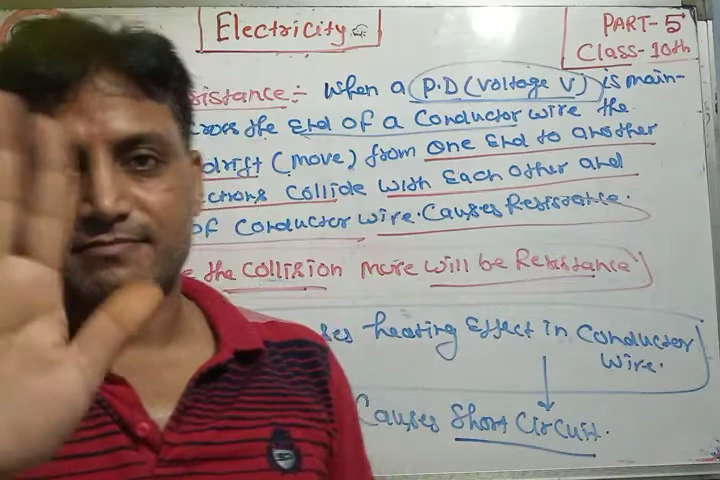 Electricity
PART-5
Class-10th
sistance:- When a P.D (Voltage V) is main-
cross the End of a Conductor wire the
drift (move) from one End to another
ctrons Collide with Each other and
of Conductor wire. Causes Resistance.
the Collision more will be Resistance
ses heating Effect in Conductor
wire.
Causes Short Circuit.